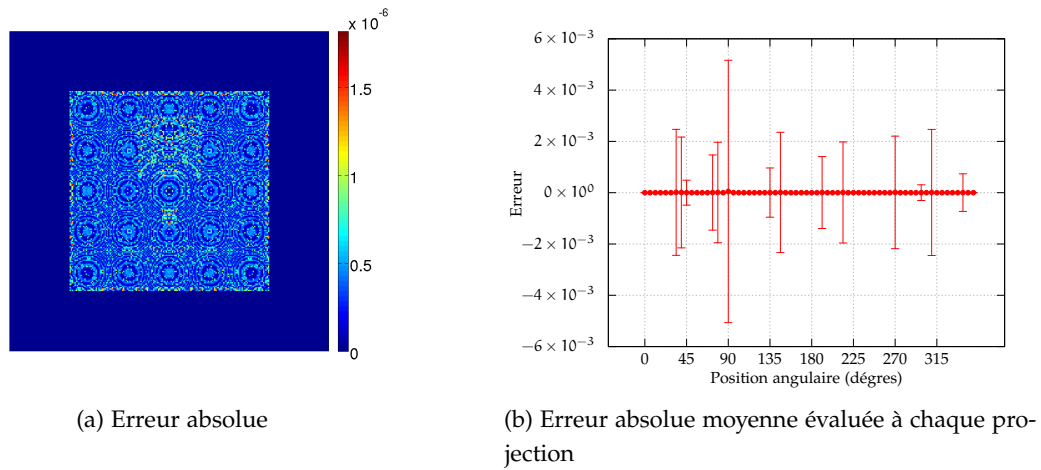 x 10⁻⁶
1.5
1
0.5
0
(a) Erreur absolue
6 × 10⁻³
4 × 10⁻³
2 × 10⁻³
0 × 10⁰
−2 × 10⁻³
−4 × 10⁻³
−6 × 10⁻³
Erreur
0 45 90 135 180 225 270 315
Position angulaire (dégres)
(b) Erreur absolue moyenne évaluée à chaque pro-
jection